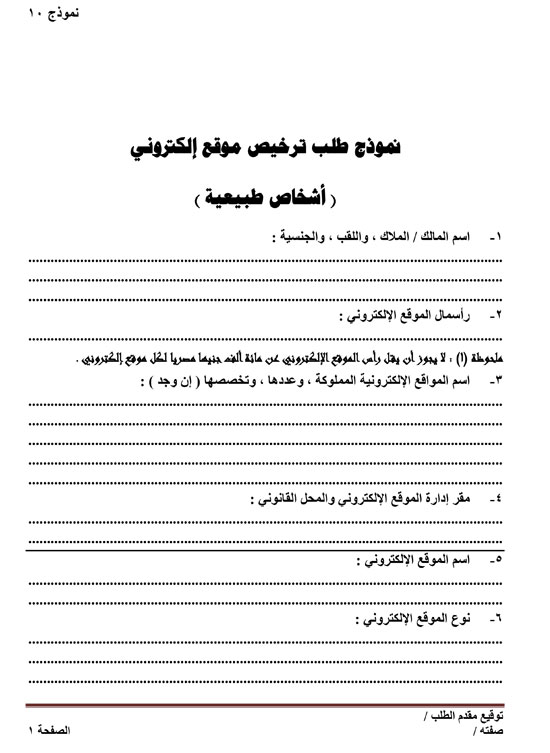 نموذج ١٠
نموذج طلب ترخيص موقع إلكتروني
( أشخاص طبيعية )
١- اسم المالك / الملاك ، واللقب ، والجنسية :
٢- رأسمال الموقع الإلكتروني :
ملحوظة (١) : لا يجوز أن يقل رأس الموقع الإلكتروني عن مائة ألف جنيها مصريا لكل موقع إلكتروني .
٣- اسم المواقع الإلكترونية المملوكة ، وعددها ، وتخصصها ( إن وجد ) :
٤- مقر إدارة الموقع الإلكتروني والمحل القانوني :
٥- اسم الموقع الإلكتروني :
٦- نوع الموقع الإلكتروني :
توقيع مقدم الطلب /
صفته /
الصفحة ١